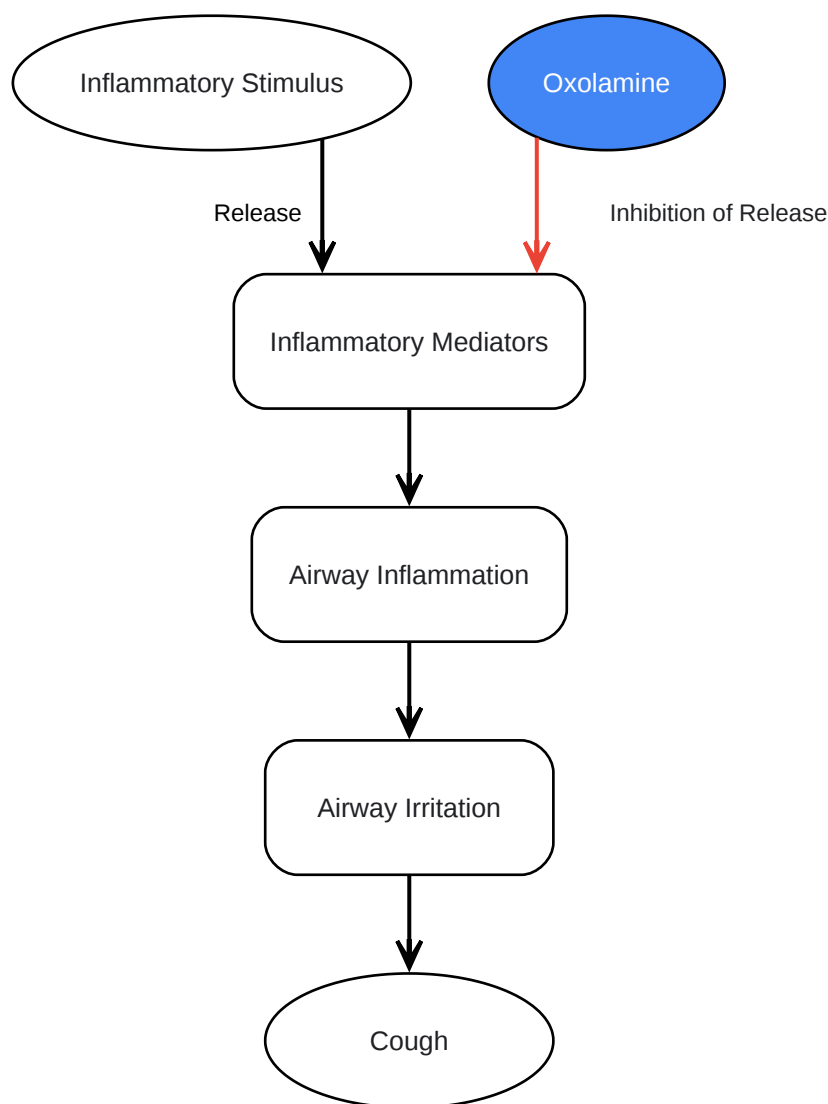 Inflammatory Stimulus
Oxolamine
Release
Inhibition of Release
Inflammatory Mediators
Airway Inflammation
Airway Irritation
Cough